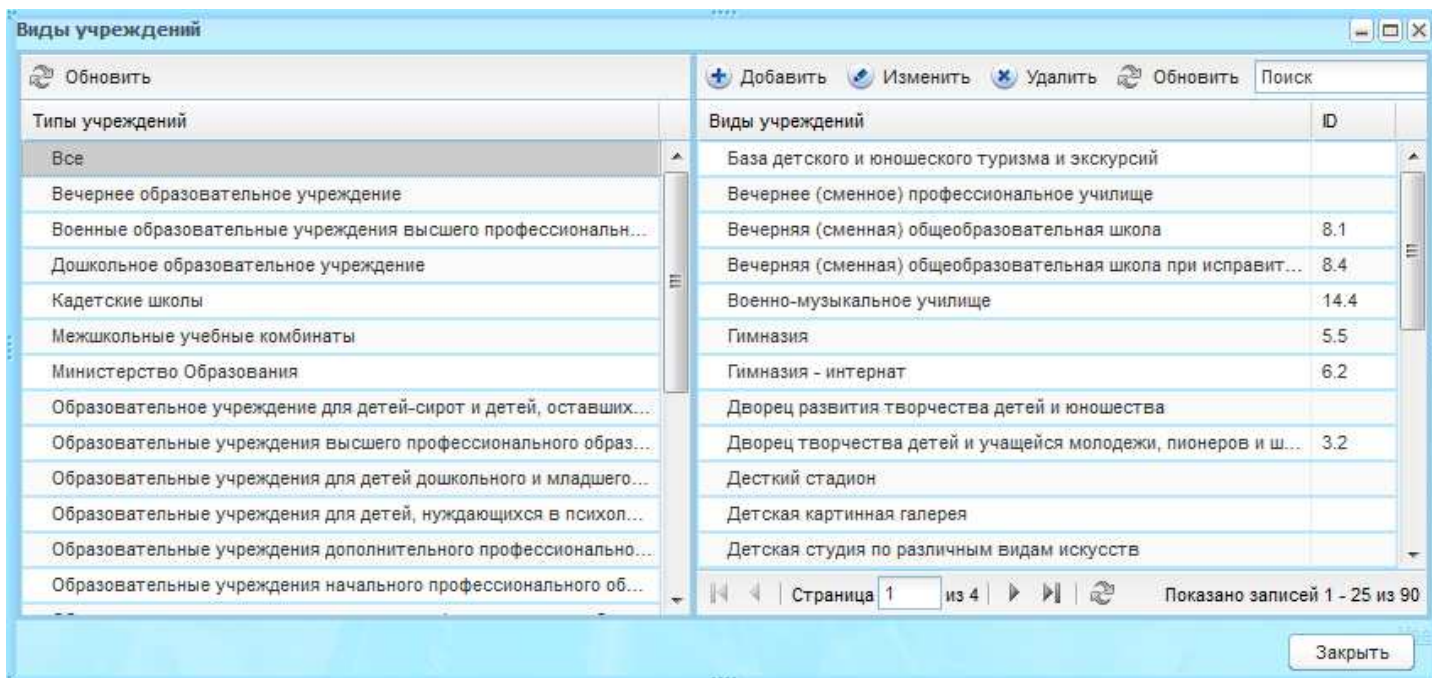 Виды учреждений
Обновить
Типы учреждений
Все
Вечернее образовательное учреждение
Военные образовательные учреждения высшего профессиональн...
Дошкольное образовательное учреждение
Кадетские школы
Межшкольные учебные комбинаты
Министерство Образования
Образовательное учреждение для детей-сирот и детей, оставших...
Образовательные учреждения высшего профессионального образ...
Образовательные учреждения для детей дошкольного и младшего...
Образовательные учреждения для детей, нуждающихся в психол...
Образовательные учреждения дополнительного профессионально...
Образовательные учреждения начального профессионального об...
Добавить Изменить Удалить Обновить Поиск
Виды учреждений ID
База детского и юношеского туризма и экскурсий
Вечернее (сменное) профессиональное училище
Вечерняя (сменная) общеобразовательная школа 8.1
Вечерняя (сменная) общеобразовательная школа при исправит... 8.4
Военно-музыкальное училище 14.4
Гимназия 5.5
Гимназия - интернат 6.2
Дворец развития творчества детей и юношества
Дворец творчества детей и учащейся молодежи, пионеров и ш... 3.2
Десткий стадион
Детская картинная галерея
Детская студия по различным видам искусств
Страница 1 из 4 Показано записей 1 - 25 из 90
Закрыть